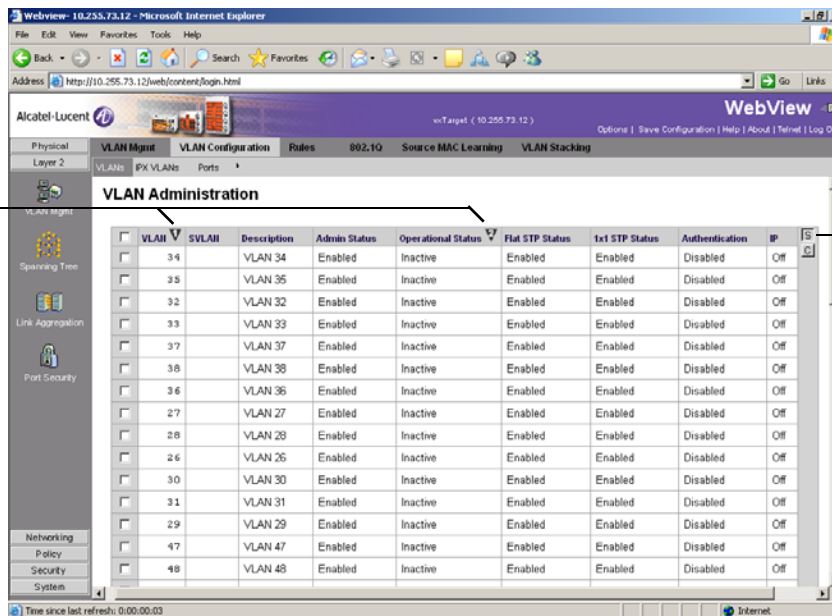 Webview- 10.255.73.12 - Microsoft Internet Explorer
File Edit View Favorites Tools Help
Back Search Favorites
Address http://10.255.73.12/web/content/login.html Go Links
Alcatel-Lucent vxTarget ( 10.255.73.12 ) WebView
Options | Save Configuration | Help | About | Telnet | Log O
Physical VLAN Mgmt VLAN Configuration Rules 802.1Q Source MAC Learning VLAN Stacking
Layer 2 VLANs IPX VLANs Ports
VLAN Administration
VLAN Mgmt
Spanning Tree
Link Aggregation
Port Security
VLAN SVLAN Description Admin Status Operational Status Flat STP Status 1x1 STP Status Authentication IP S
C
34 VLAN 34 Enabled Inactive Enabled Enabled Disabled Off
35 VLAN 35 Enabled Inactive Enabled Enabled Disabled Off
32 VLAN 32 Enabled Inactive Enabled Enabled Disabled Off
33 VLAN 33 Enabled Inactive Enabled Enabled Disabled Off
37 VLAN 37 Enabled Inactive Enabled Enabled Disabled Off
38 VLAN 38 Enabled Inactive Enabled Enabled Disabled Off
36 VLAN 36 Enabled Inactive Enabled Enabled Disabled Off
27 VLAN 27 Enabled Inactive Enabled Enabled Disabled Off
28 VLAN 28 Enabled Inactive Enabled Enabled Disabled Off
26 VLAN 26 Enabled Inactive Enabled Enabled Disabled Off
30 VLAN 30 Enabled Inactive Enabled Enabled Disabled Off
31 VLAN 31 Enabled Inactive Enabled Enabled Disabled Off
29 VLAN 29 Enabled Inactive Enabled Enabled Disabled Off
47 VLAN 47 Enabled Inactive Enabled Enabled Disabled Off
48 VLAN 48 Enabled Inactive Enabled Enabled Disabled Off
Networking
Policy
Security
System
Time since last refresh: 0:00:00:03 Internet